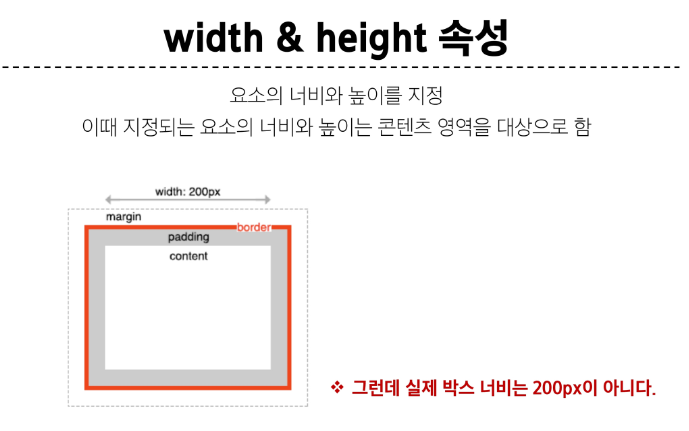 width & height 속성
요소의 너비와 높이를 지정
이때 지정되는 요소의 너비와 높이는 콘텐츠 영역을 대상으로 함
width: 200px
margin
border
padding
content
❖ 그런데 실제 박스 너비는 200px이 아니다.